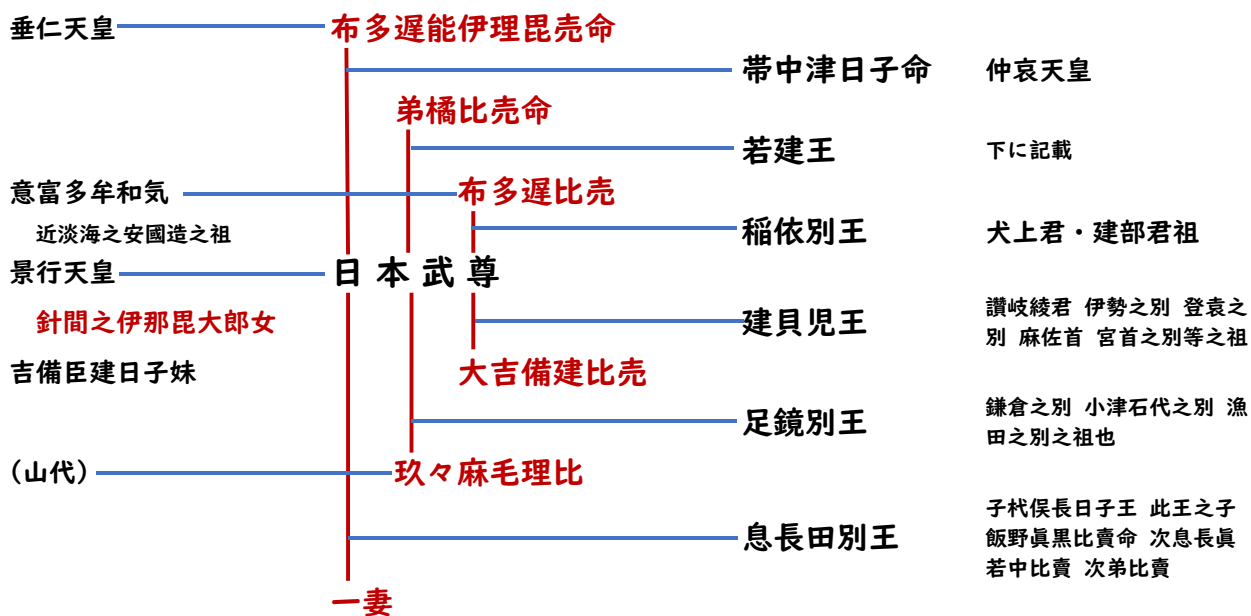 垂仁天皇 布多遅能伊理毘売命
帯中津日子命 仲哀天皇
弟橘比売命
若建王 下に記載
意富多牟和気 布多遅比売
近淡海之安國造之祖 稲依別王 犬上君・建部君祖
景行天皇 日本武尊
針間之伊那毘大郎女 建貝児王 讃岐綾君 伊勢之別 登袁之
別 麻佐首 宮首之別等之祖
吉備臣建日子妹 大吉備建比売
足鏡別王 鎌倉之別 小津石代之別 漁
田之別之祖也
(山代) 玖々麻毛理比
子杙俣長日子王 此王之子
息長田別王 飯野眞黒比賣命 次息長眞
若中比賣 次弟比賣
一妻